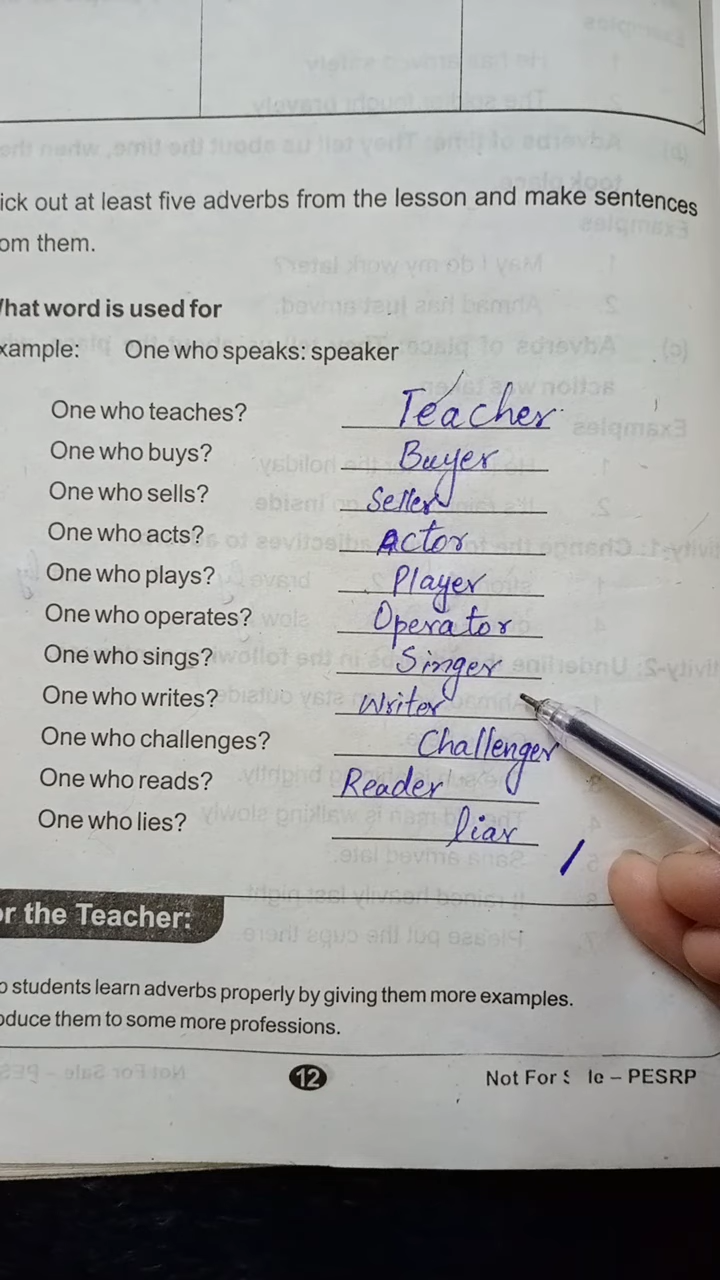 ick out at least five adverbs from the lesson and make sentences
om them.
hat word is used for
xample: One who speaks: speaker
One who teaches? Teacher
One who buys? Buyer
One who sells? Seller
One who acts? Actor
One who plays? Player
One who operates? Operator
One who sings? Singer
One who writes? Writer
One who challenges? Challenger
One who reads? Reader
One who lies? liar
or the Teacher:
o students learn adverbs properly by giving them more examples.
oduce them to some more professions.
12 Not For S le – PESRP